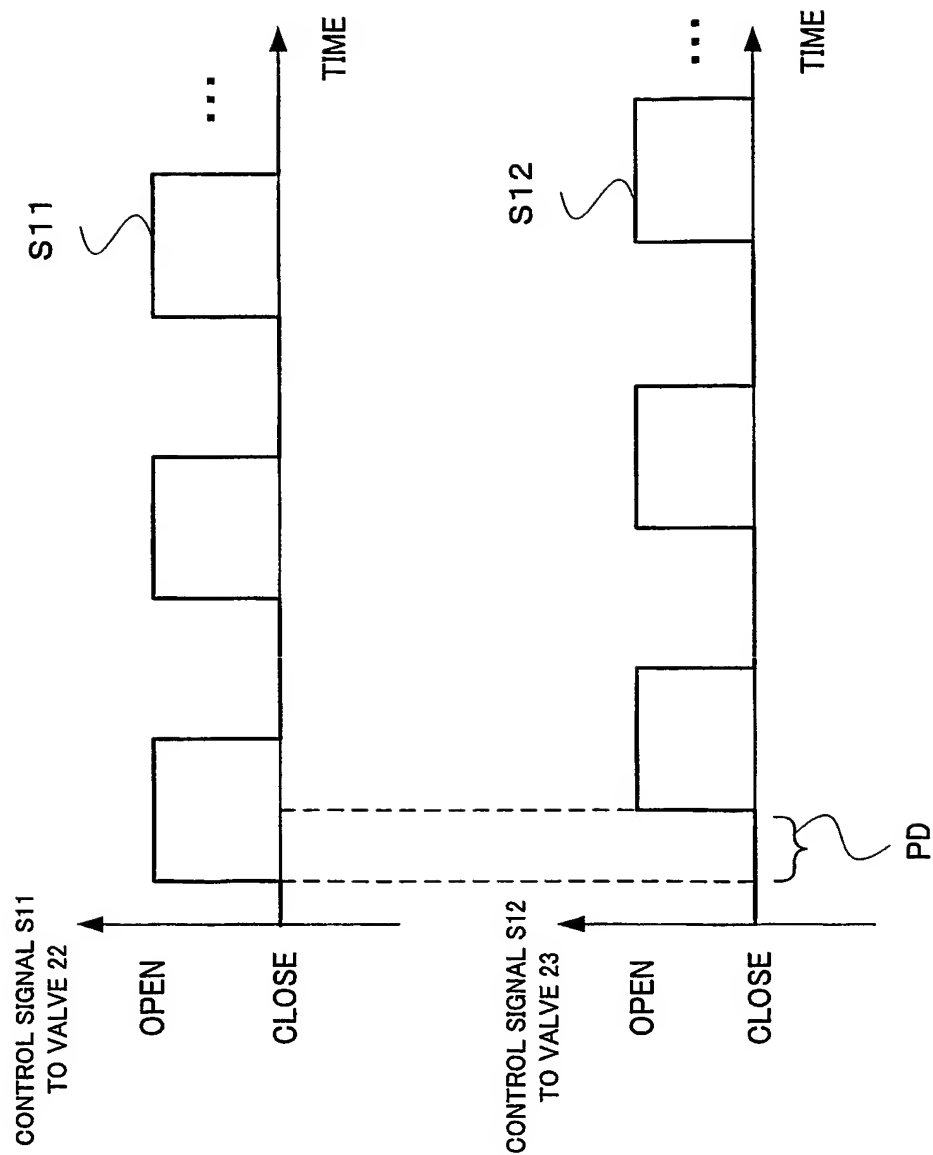 CONTROL SIGNAL S11
TO VALVE 22
OPEN
CLOSE
S11
...
TIME
CONTROL SIGNAL S12
TO VALVE 23
OPEN
CLOSE
PD
S12
...
TIME